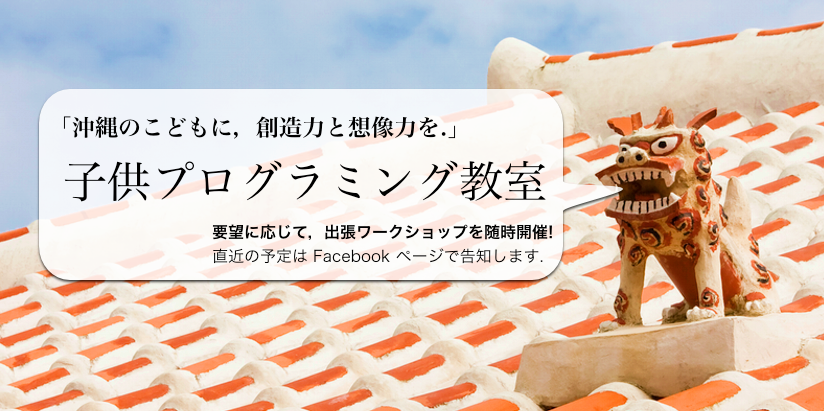 「沖縄のこどもに，創造力と想像力を．」
子供プログラミング教室
要望に応じて，出張ワークショップを随時開催!
直近の予定は Facebook ページで告知します．